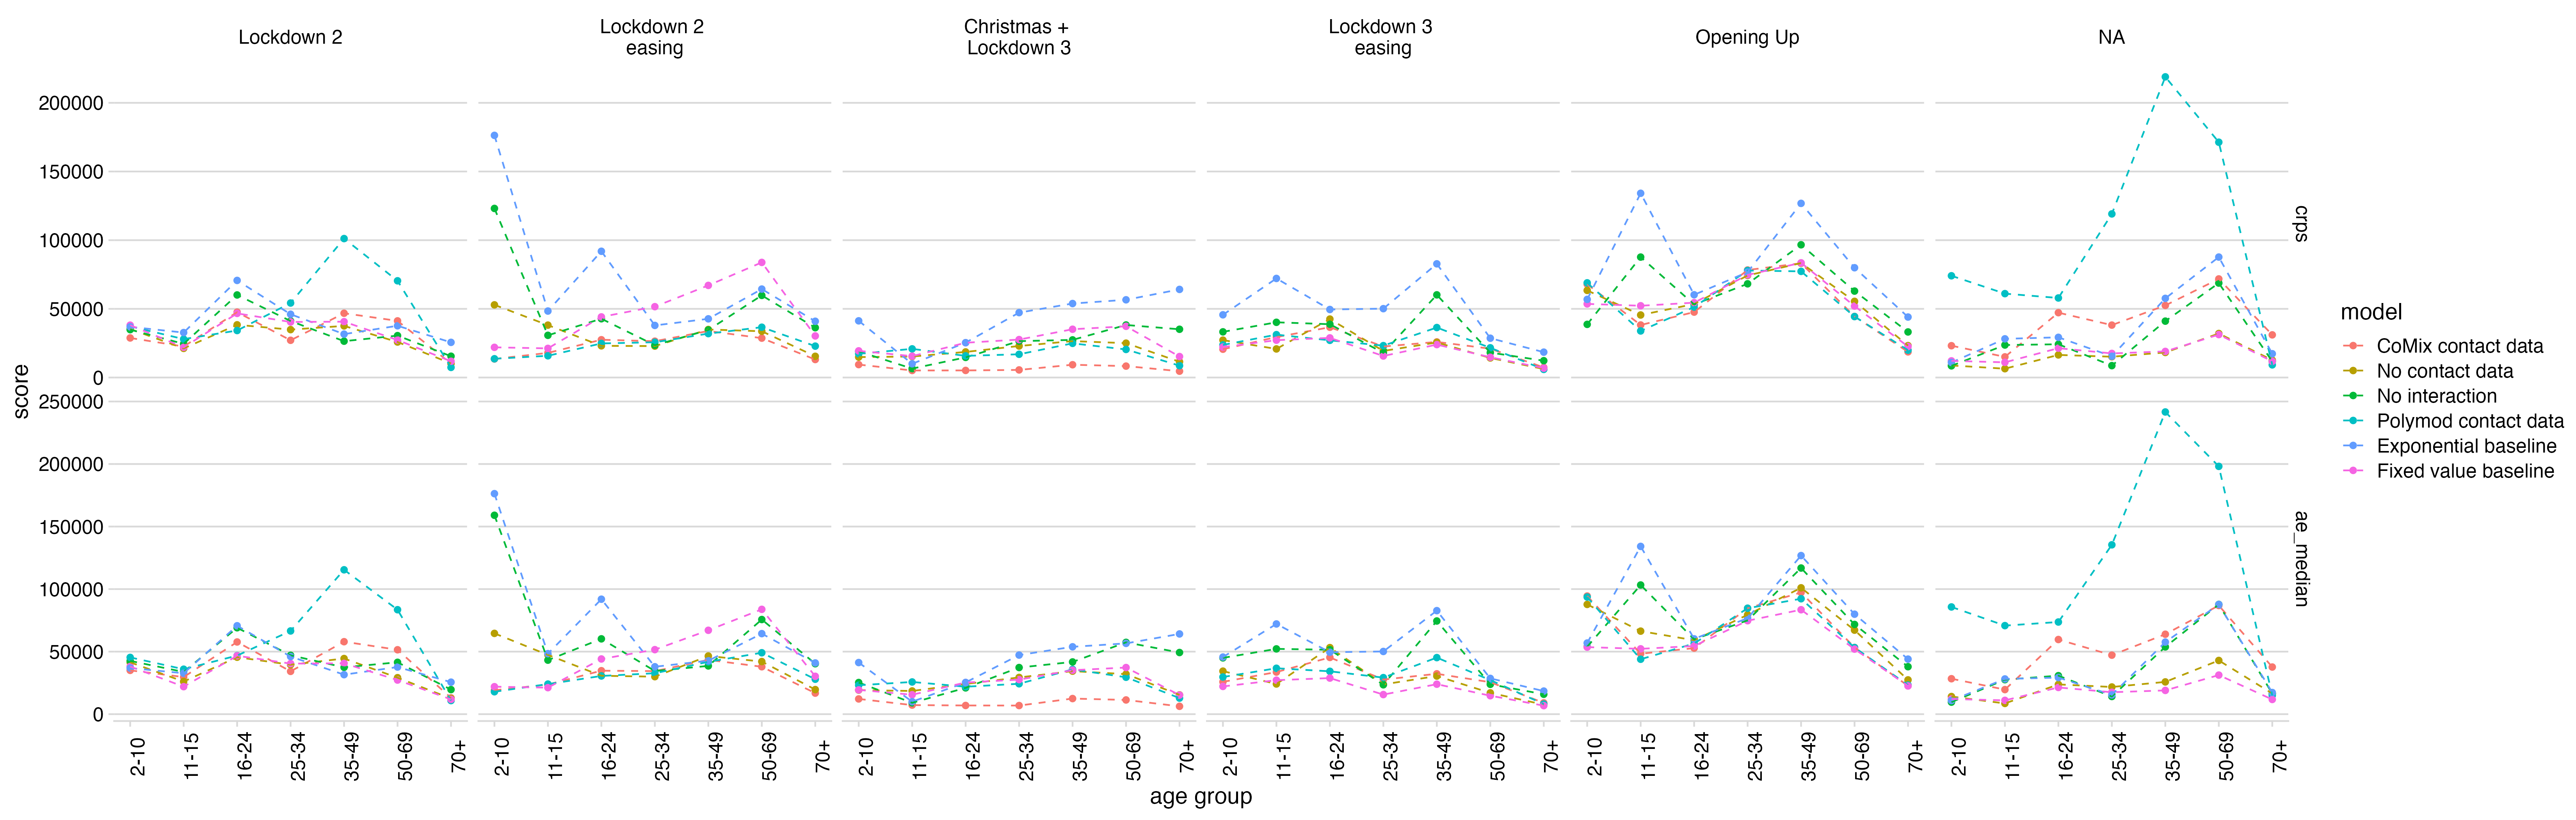 Lockdown 2
Lockdown 2
easing
Christmas +
Lockdown 3
Lockdown 3
easing
Opening Up
NA
200000
150000
100000
50000
0
crps
250000
200000
150000
100000
50000
0
ae_median
score
2-10
11-15
16-24
25-34
35-49
50-69
70+
2-10
11-15
16-24
25-34
35-49
50-69
70+
2-10
11-15
16-24
25-34
35-49
50-69
70+
2-10
11-15
16-24
25-34
35-49
50-69
70+
2-10
11-15
16-24
25-34
35-49
50-69
70+
2-10
11-15
16-24
25-34
35-49
50-69
70+
age group
model
CoMix contact data
No contact data
No interaction
Polymod contact data
Exponential baseline
Fixed value baseline